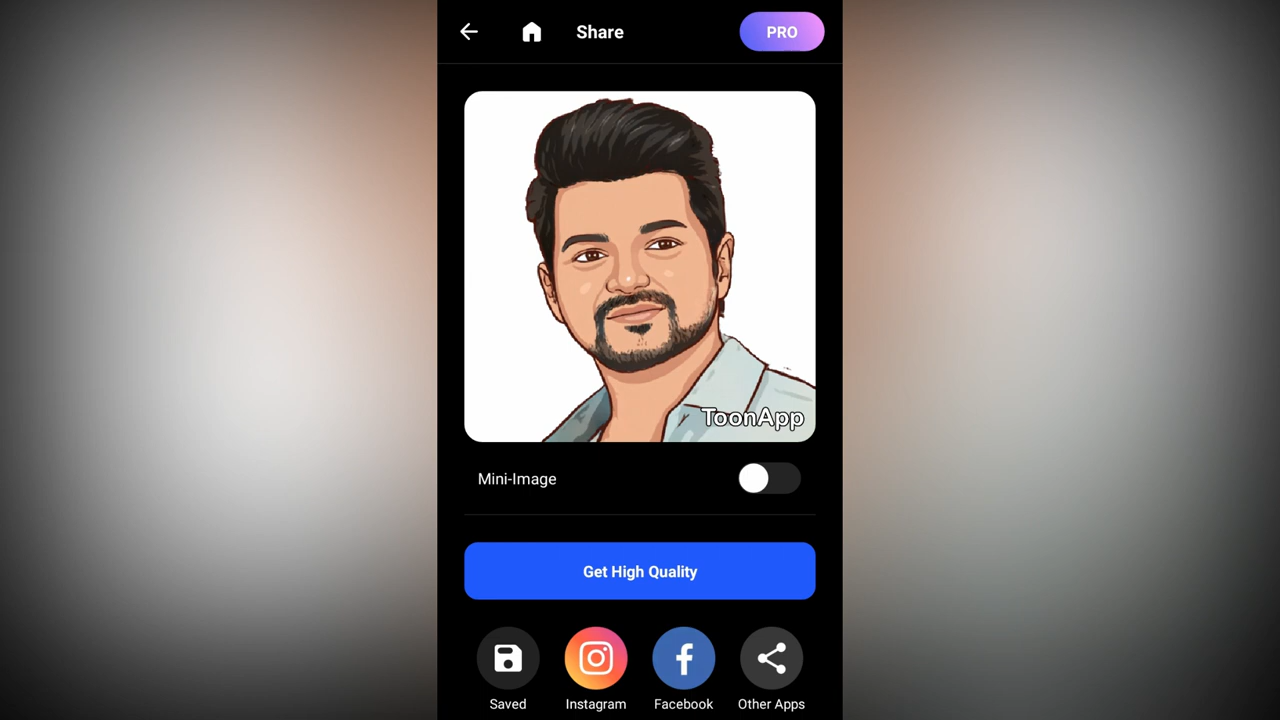 Share
PRO
ToonApp
Mini-Image
Get High Quality
Saved
Instagram
Facebook
Other Apps